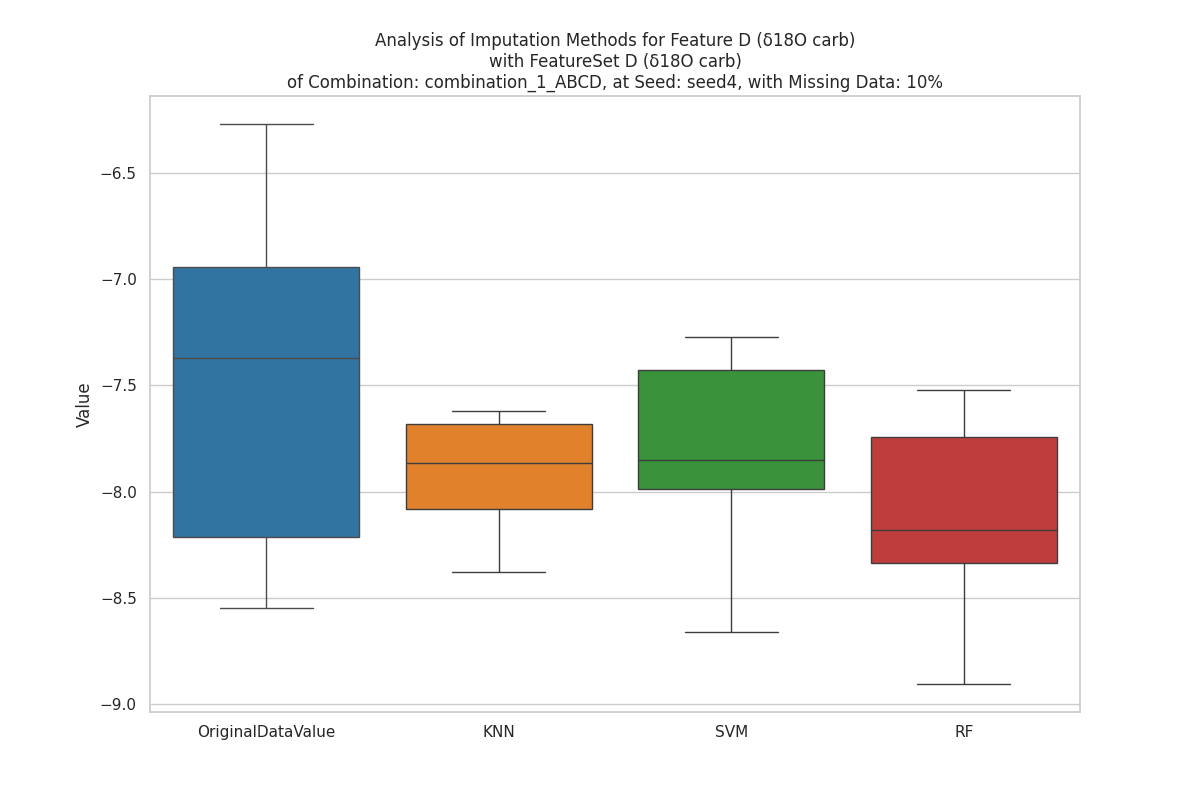 Analysis of Imputation Methods for Feature D (δ18O carb)
with FeatureSet D (δ18O carb)
of Combination: combination_1_ABCD, at Seed: seed4, with Missing Data: 10%
Value
−6.5
−7.0
−7.5
−8.0
−8.5
−9.0
OriginalDataValue
KNN
SVM
RF